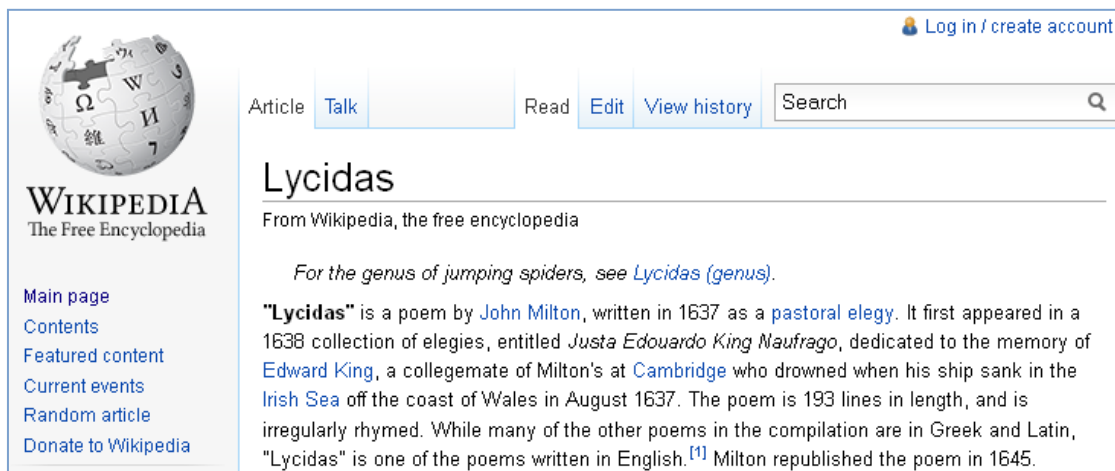 Log in / create account
Article Talk Read Edit View history Search
WIKIPEDIA
The Free Encyclopedia
Main page
Contents
Featured content
Current events
Random article
Donate to Wikipedia
Lycidas
From Wikipedia, the free encyclopedia
For the genus of jumping spiders, see Lycidas (genus).
"Lycidas" is a poem by John Milton, written in 1637 as a pastoral elegy. It first appeared in a
1638 collection of elegies, entitled Justa Edouardo King Naufrago, dedicated to the memory of
Edward King, a collegemate of Milton's at Cambridge who drowned when his ship sank in the
Irish Sea off the coast of Wales in August 1637. The poem is 193 lines in length, and is
irregularly rhymed. While many of the other poems in the compilation are in Greek and Latin,
"Lycidas" is one of the poems written in English.[1] Milton republished the poem in 1645.